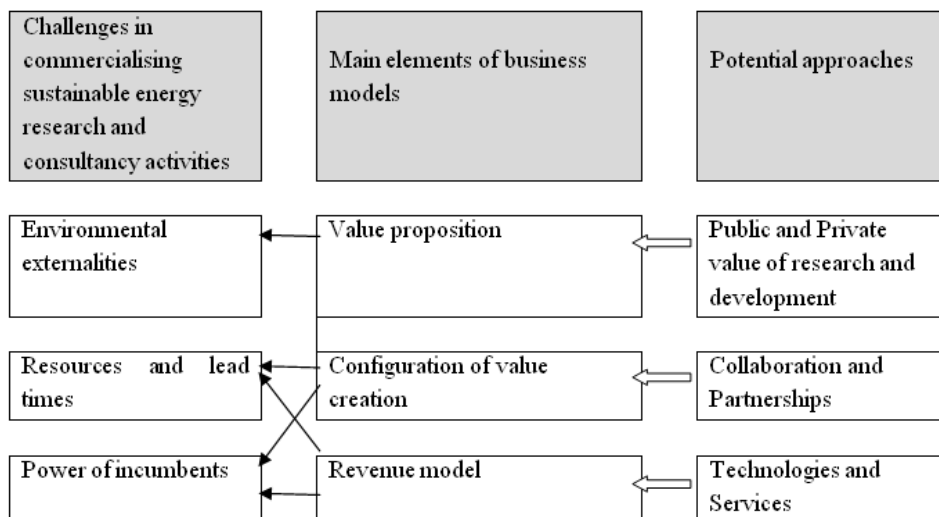 Challenges in
commercialising
sustainable energy
research and
consultancy activities
Main elements of business
models
Potential approaches
Environmental
externalities
Value proposition
Public and Private
value of research and
development
Resources and lead
times
Configuration of value
creation
Collaboration and
Partnerships
Power of incumbents
Revenue model
Technologies and
Services